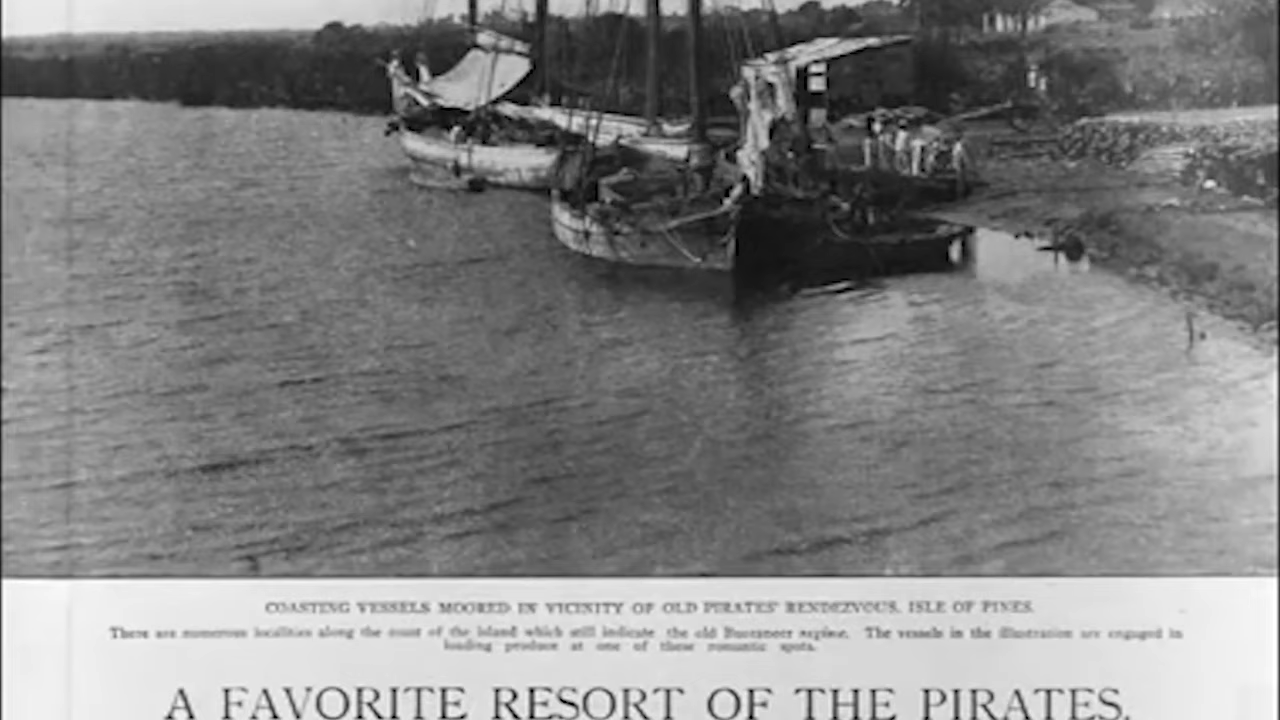 COASTING VESSELS MOORED IN VICINITY OF OLD PIRATES' RENDEZVOUS, ISLE OF PINES.
There are numerous localities along the coast of the island which still indicate the old Buccaneer regime. The vessels in the illustration are engaged in
loading produce at one of these romantic spots.
A FAVORITE RESORT OF THE PIRATES.